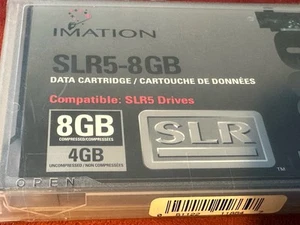 IMATION
SLR5-8GB
DATA CARTRIDGE / CARTOUCHE DE DONNÉES
Compatible: SLR5 Drives
8GB
COMPRESSED/COMPRESSÉES
4GB
UNCOMPRESSED/NON COMPRESSÉES
SLR
TM
OPEN